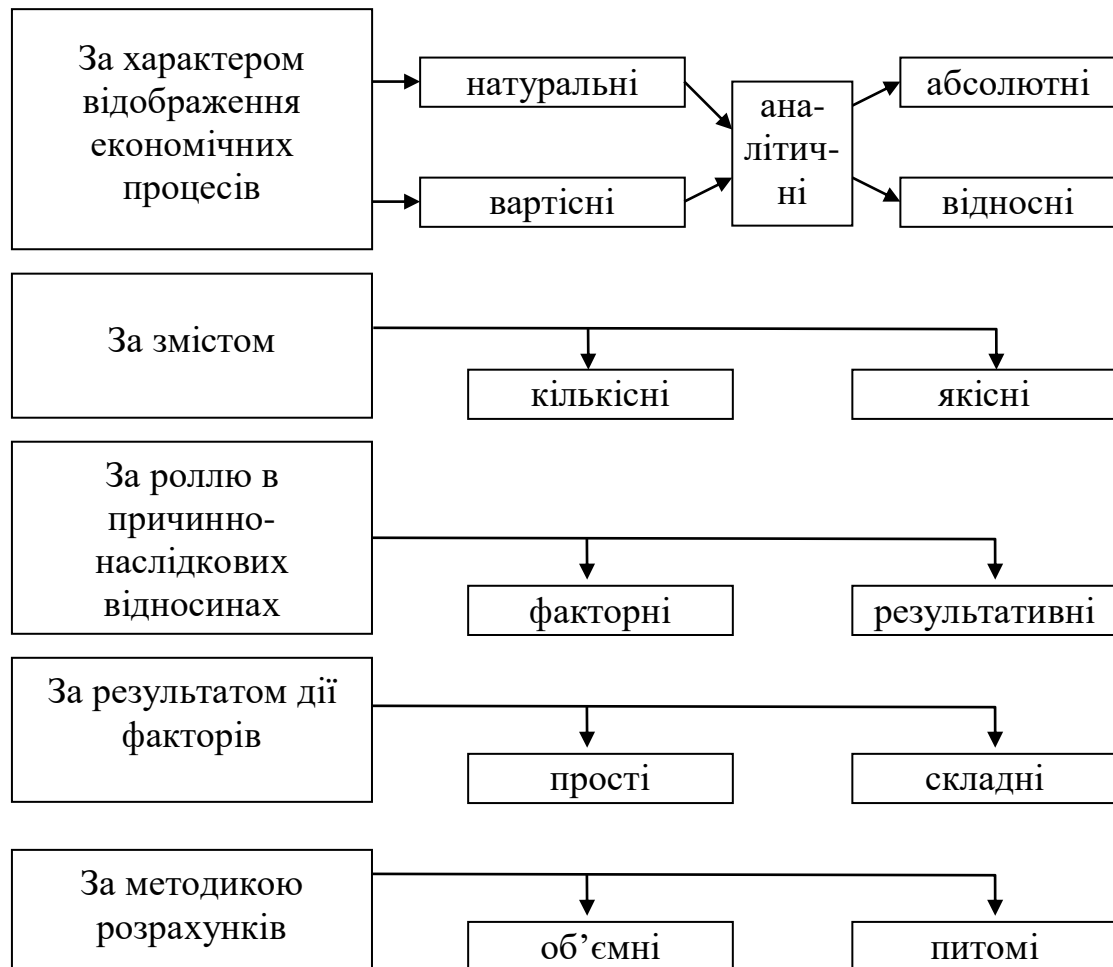 За характером
відображення
економічних
процесів
натуральні
вартісні
ана-
літич-
ні
абсолютні
відносні
За змістом
кількісні
якісні
За роллю в
причинно-
наслідкових
відносинах
факторні
результативні
За результатом дії
факторів
прості
складні
За методикою
розрахунків
об’ємні
питомі